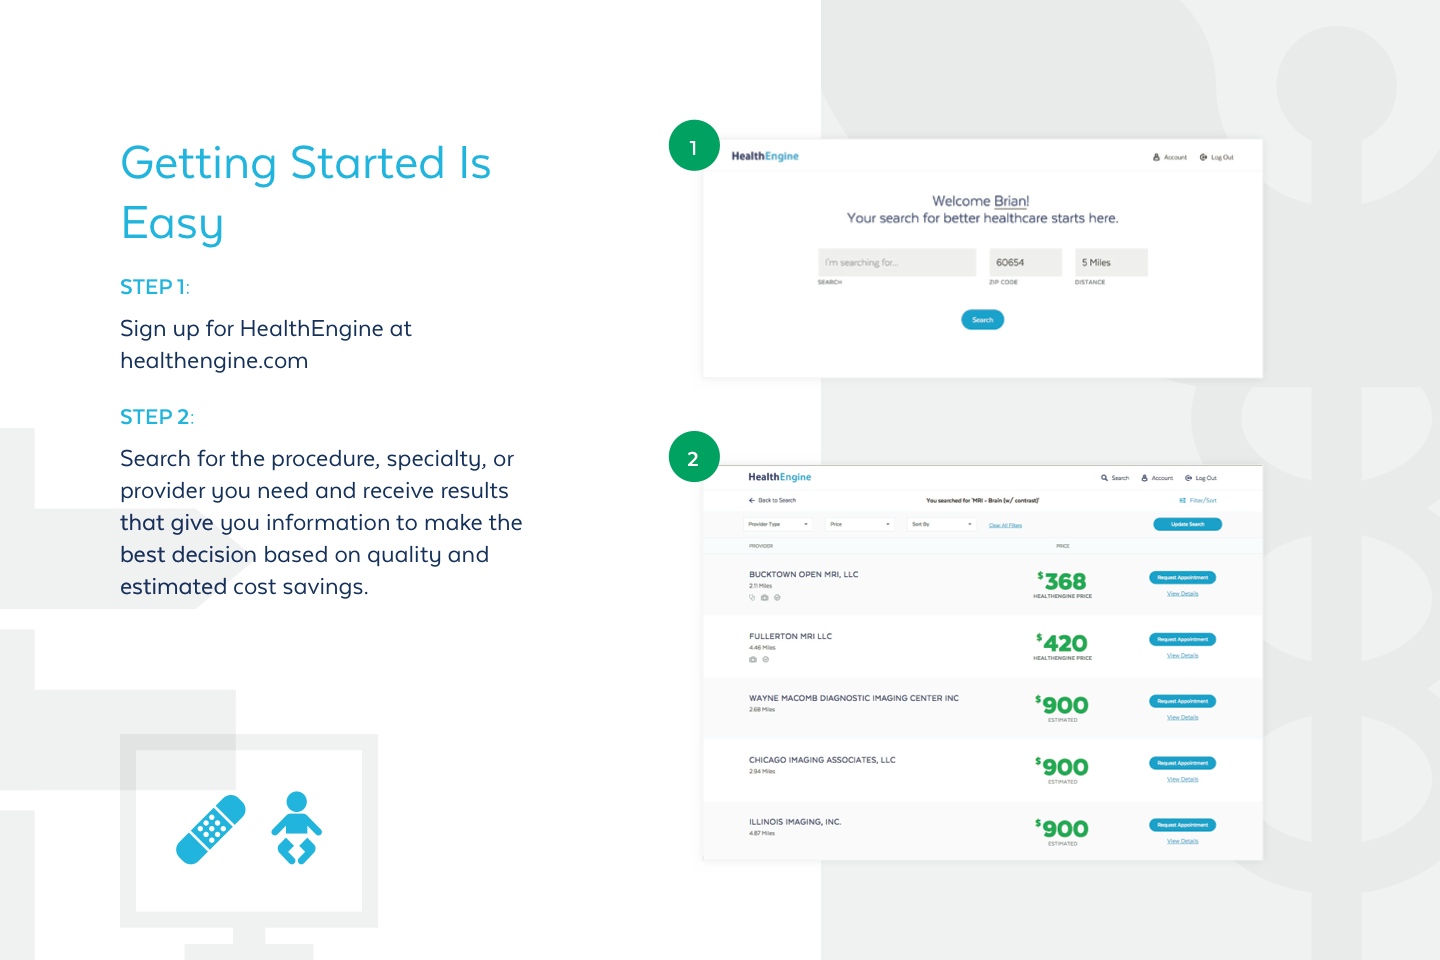 Getting Started Is
Easy
STEP 1:
Sign up for HealthEngine at
healthengine.com
STEP 2:
Search for the procedure, specialty, or
provider you need and receive results
that give you information to make the
best decision based on quality and
estimated cost savings.
1
HealthEngine
Account Log Out
Welcome Brian!
Your search for better healthcare starts here.
I'm searching for... 60654 5 Miles
SEARCH ZIP CODE DISTANCE
Search
2
HealthEngine
Search Account Log Out
Back to Search You searched for 'MRI - Brain (w/ contrast)' Filter/Sort
Provider Type Price Sort By Clear All Filters Update Search
PROVIDER PRICE
BUCKTOWN OPEN MRI, LLC
2.11 Miles
$368
HEALTHENGINE PRICE
Request Appointment
View Details
FULLERTON MRI LLC
4.46 Miles
$420
HEALTHENGINE PRICE
Request Appointment
View Details
WAYNE MACOMB DIAGNOSTIC IMAGING CENTER INC
2.68 Miles
$900
ESTIMATED
Request Appointment
View Details
CHICAGO IMAGING ASSOCIATES, LLC
2.94 Miles
$900
ESTIMATED
Request Appointment
View Details
ILLINOIS IMAGING, INC.
4.87 Miles
$900
ESTIMATED
Request Appointment
View Details